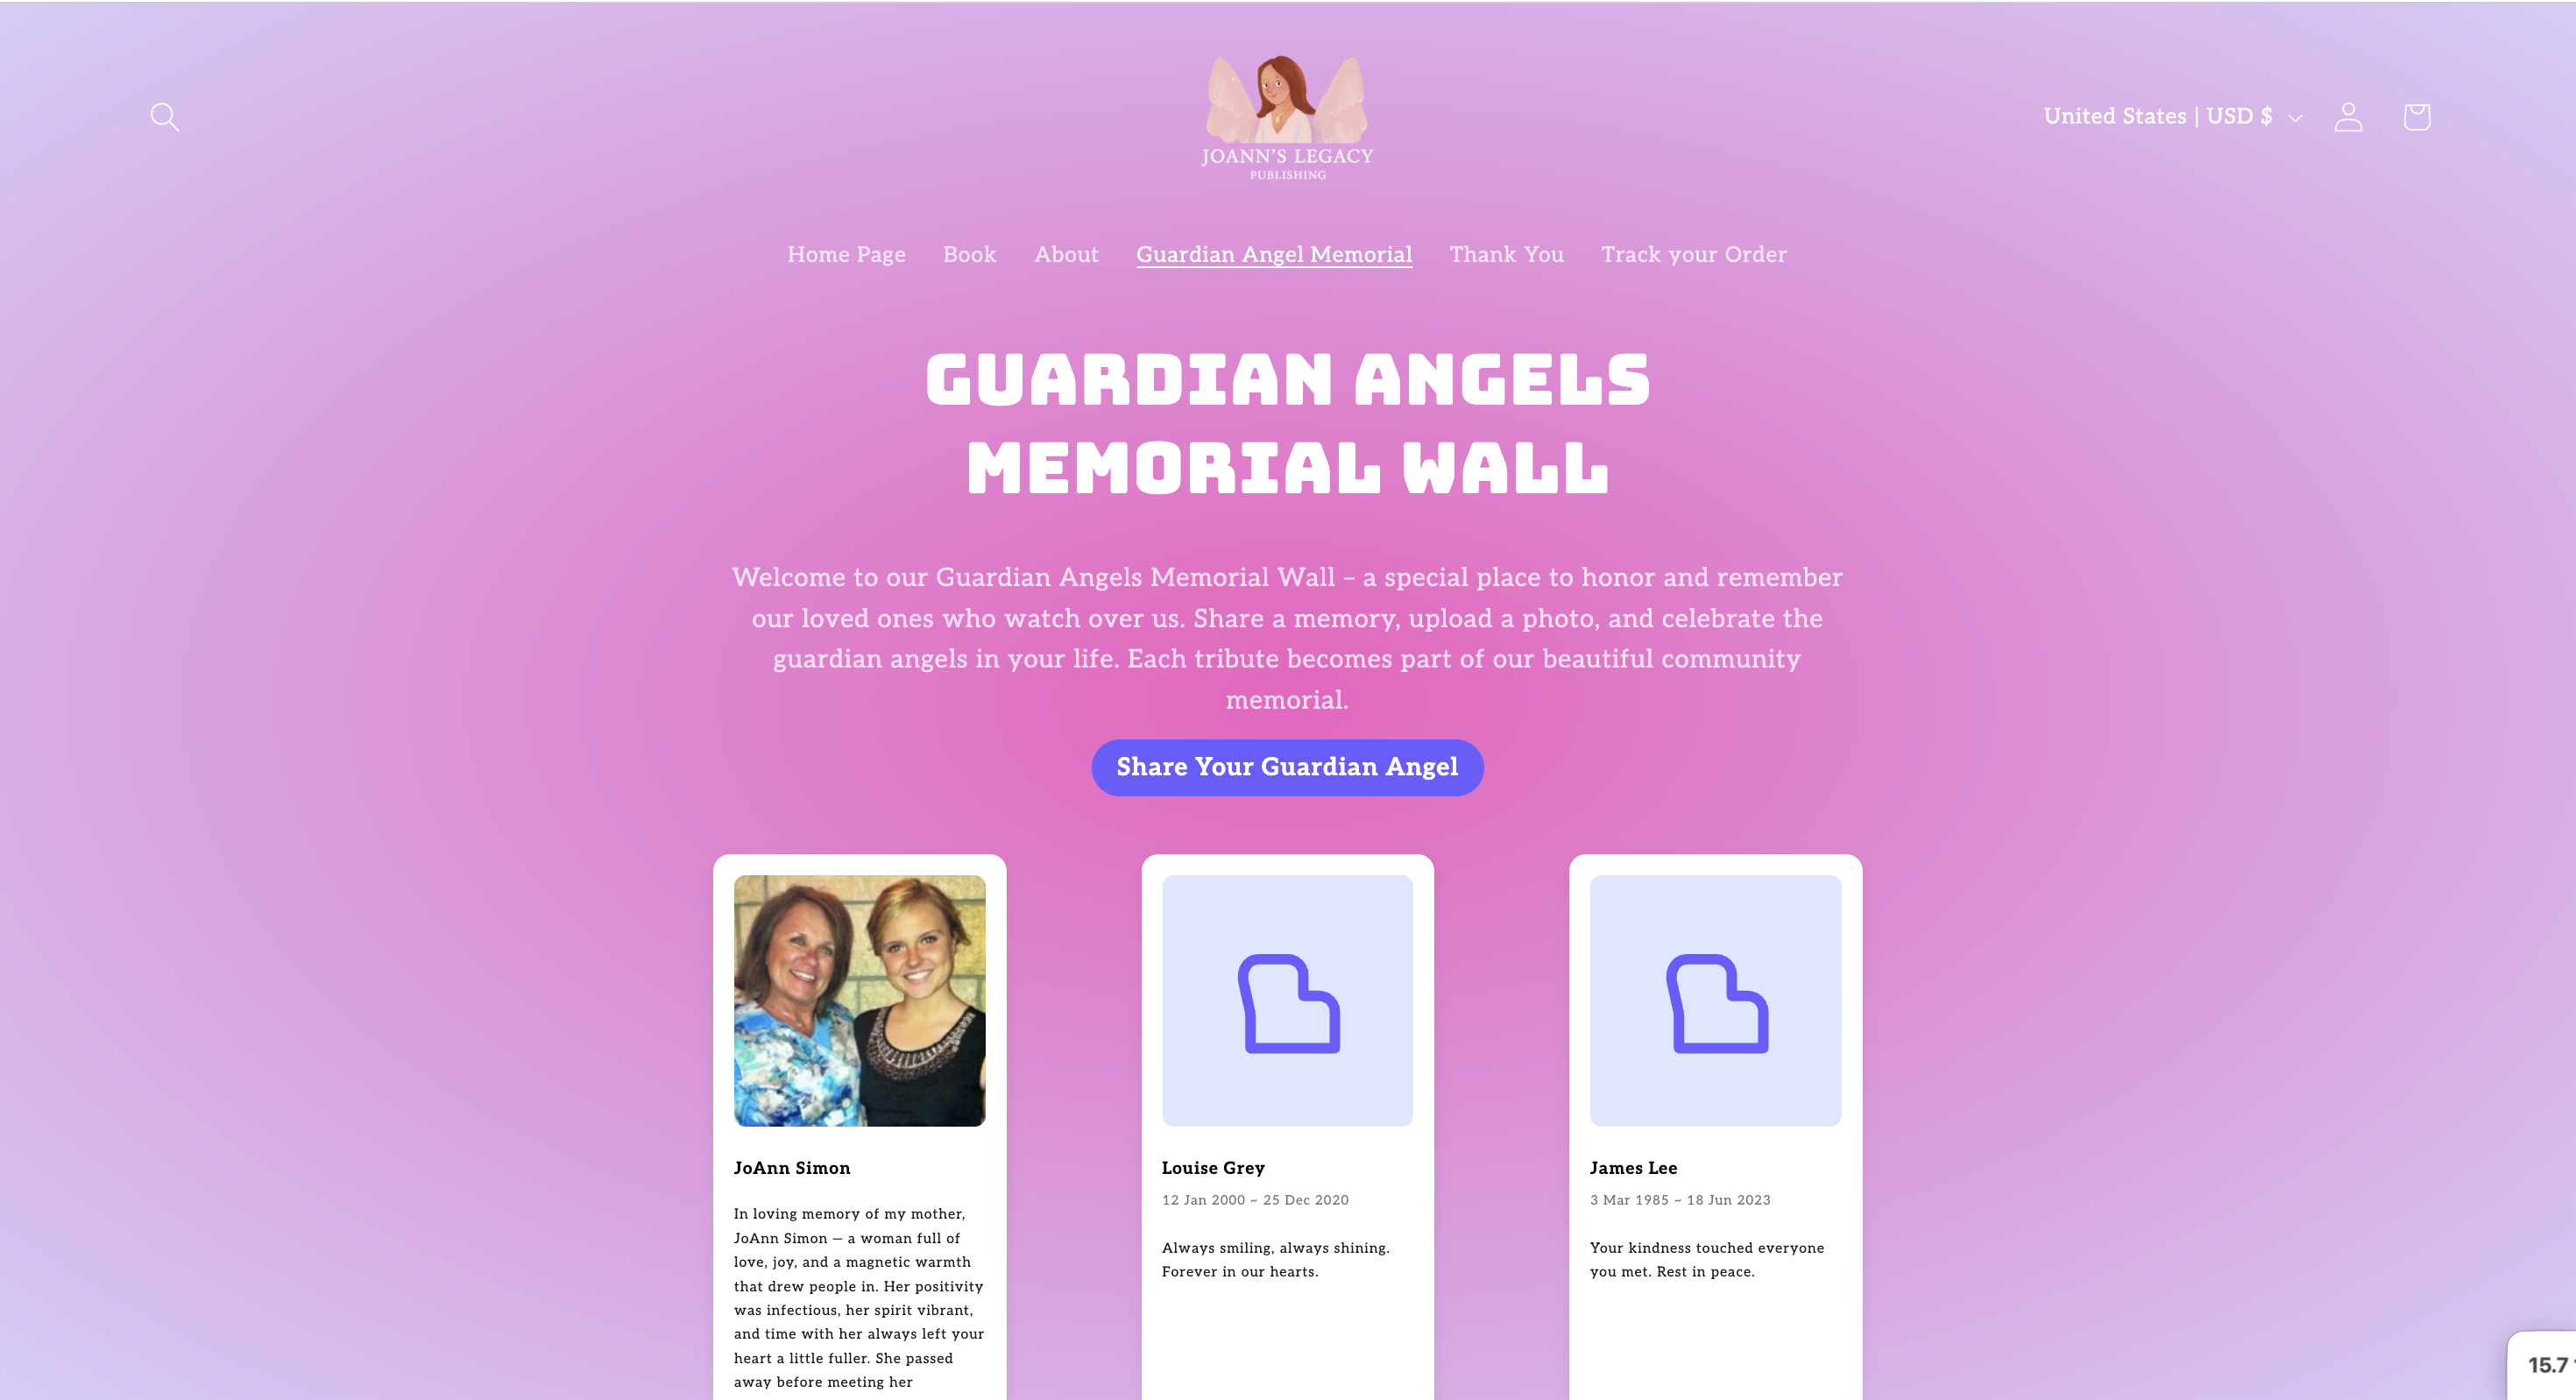 JOANN'S LEGACY
PUBLISHING
United States | USD $
Home Page Book About Guardian Angel Memorial Thank You Track your Order
GUARDIAN ANGELS
MEMORIAL WALL
Welcome to our Guardian Angels Memorial Wall – a special place to honor and remember
our loved ones who watch over us. Share a memory, upload a photo, and celebrate the
guardian angels in your life. Each tribute becomes part of our beautiful community
memorial.
Share Your Guardian Angel
JoAnn Simon
In loving memory of my mother,
JoAnn Simon — a woman full of
love, joy, and a magnetic warmth
that drew people in. Her positivity
was infectious, her spirit vibrant,
and time with her always left your
heart a little fuller. She passed
away before meeting her
Louise Grey
12 Jan 2000 ~ 25 Dec 2020
Always smiling, always shining.
Forever in our hearts.
James Lee
3 Mar 1985 ~ 18 Jun 2023
Your kindness touched everyone
you met. Rest in peace.
15.7